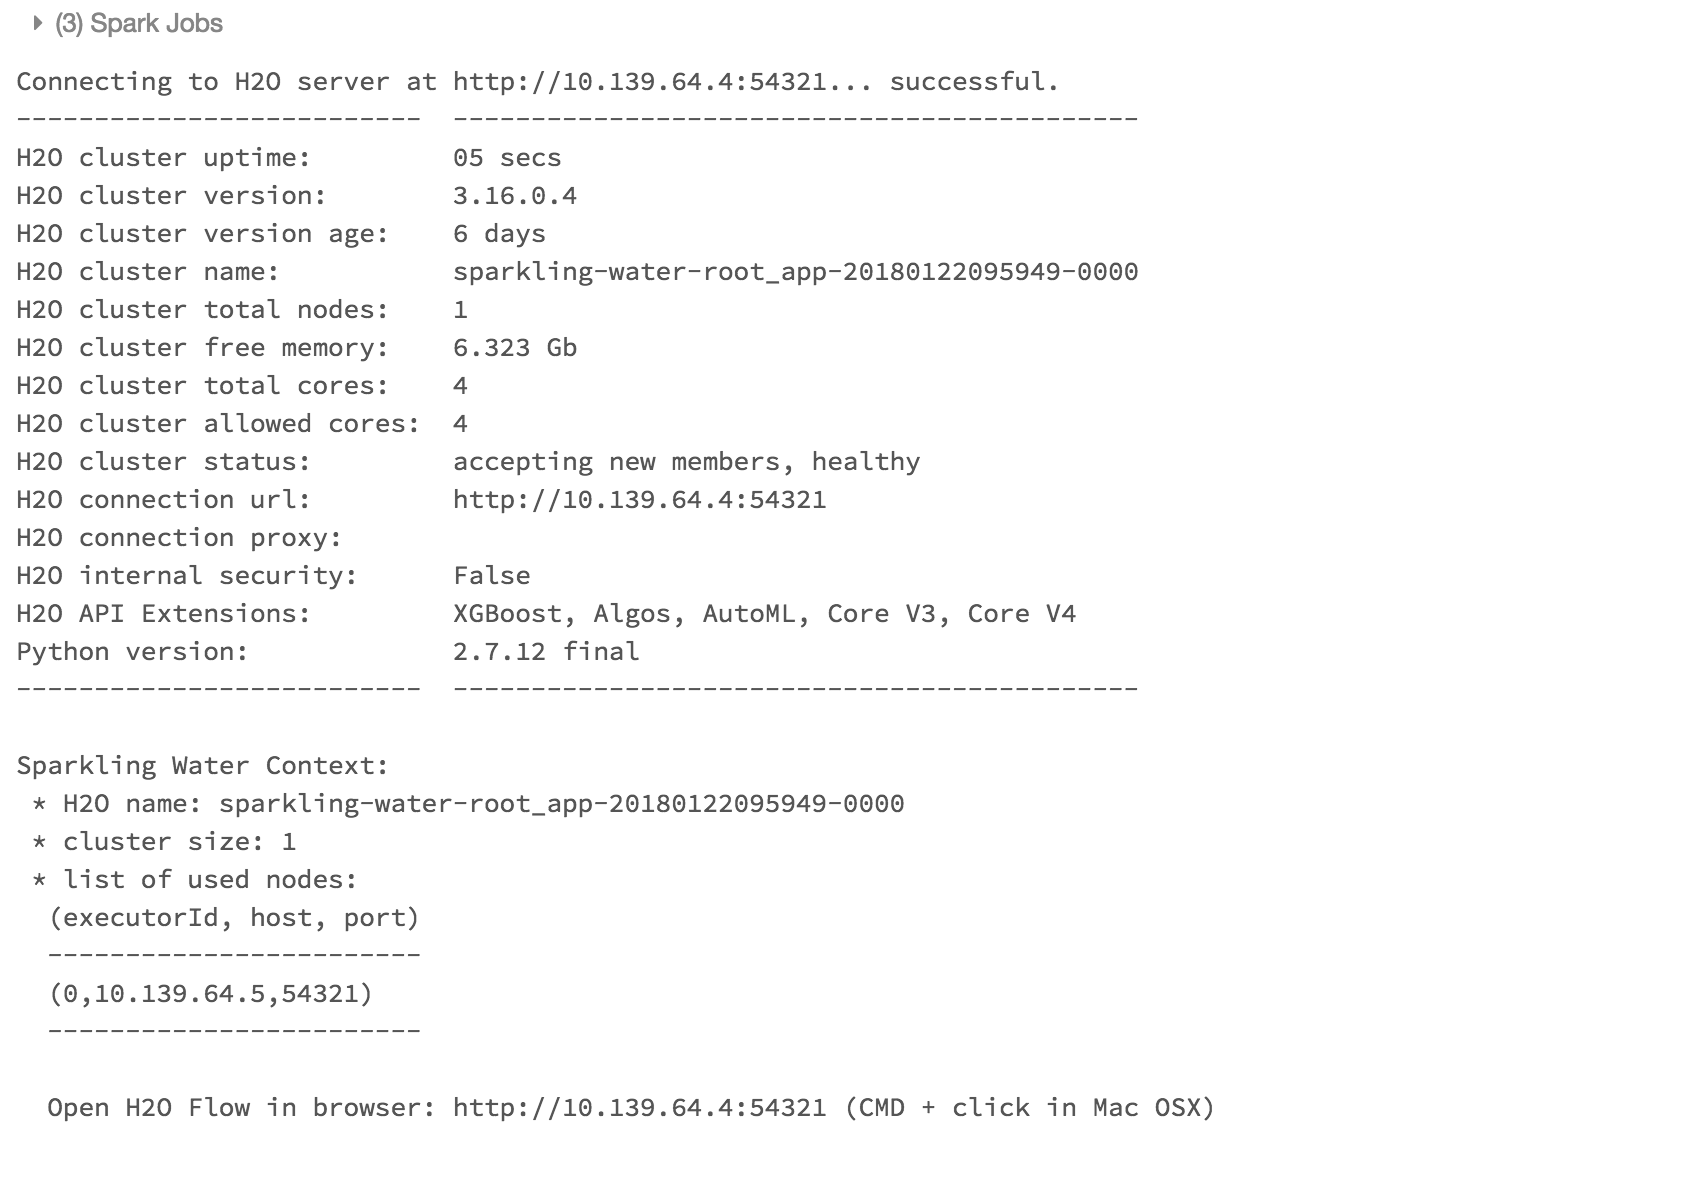 (3) Spark Jobs
Connecting to H2O server at http://10.139.64.4:54321... successful.
--------------------------  --------------------------------------------
H2O cluster uptime:         05 secs
H2O cluster version:        3.16.0.4
H2O cluster version age:    6 days
H2O cluster name:           sparkling-water-root_app-20180122095949-0000
H2O cluster total nodes:    1
H2O cluster free memory:    6.323 Gb
H2O cluster total cores:    4
H2O cluster allowed cores:  4
H2O cluster status:         accepting new members, healthy
H2O connection url:         http://10.139.64.4:54321
H2O connection proxy:
H2O internal security:      False
H2O API Extensions:         XGBoost, Algos, AutoML, Core V3, Core V4
Python version:             2.7.12 final
--------------------------  --------------------------------------------
Sparkling Water Context:
 * H2O name: sparkling-water-root_app-20180122095949-0000
 * cluster size: 1
 * list of used nodes:
  (executorId, host, port)
  ------------------------
  (0,10.139.64.5,54321)
  ------------------------
  Open H2O Flow in browser: http://10.139.64.4:54321 (CMD + click in Mac OSX)